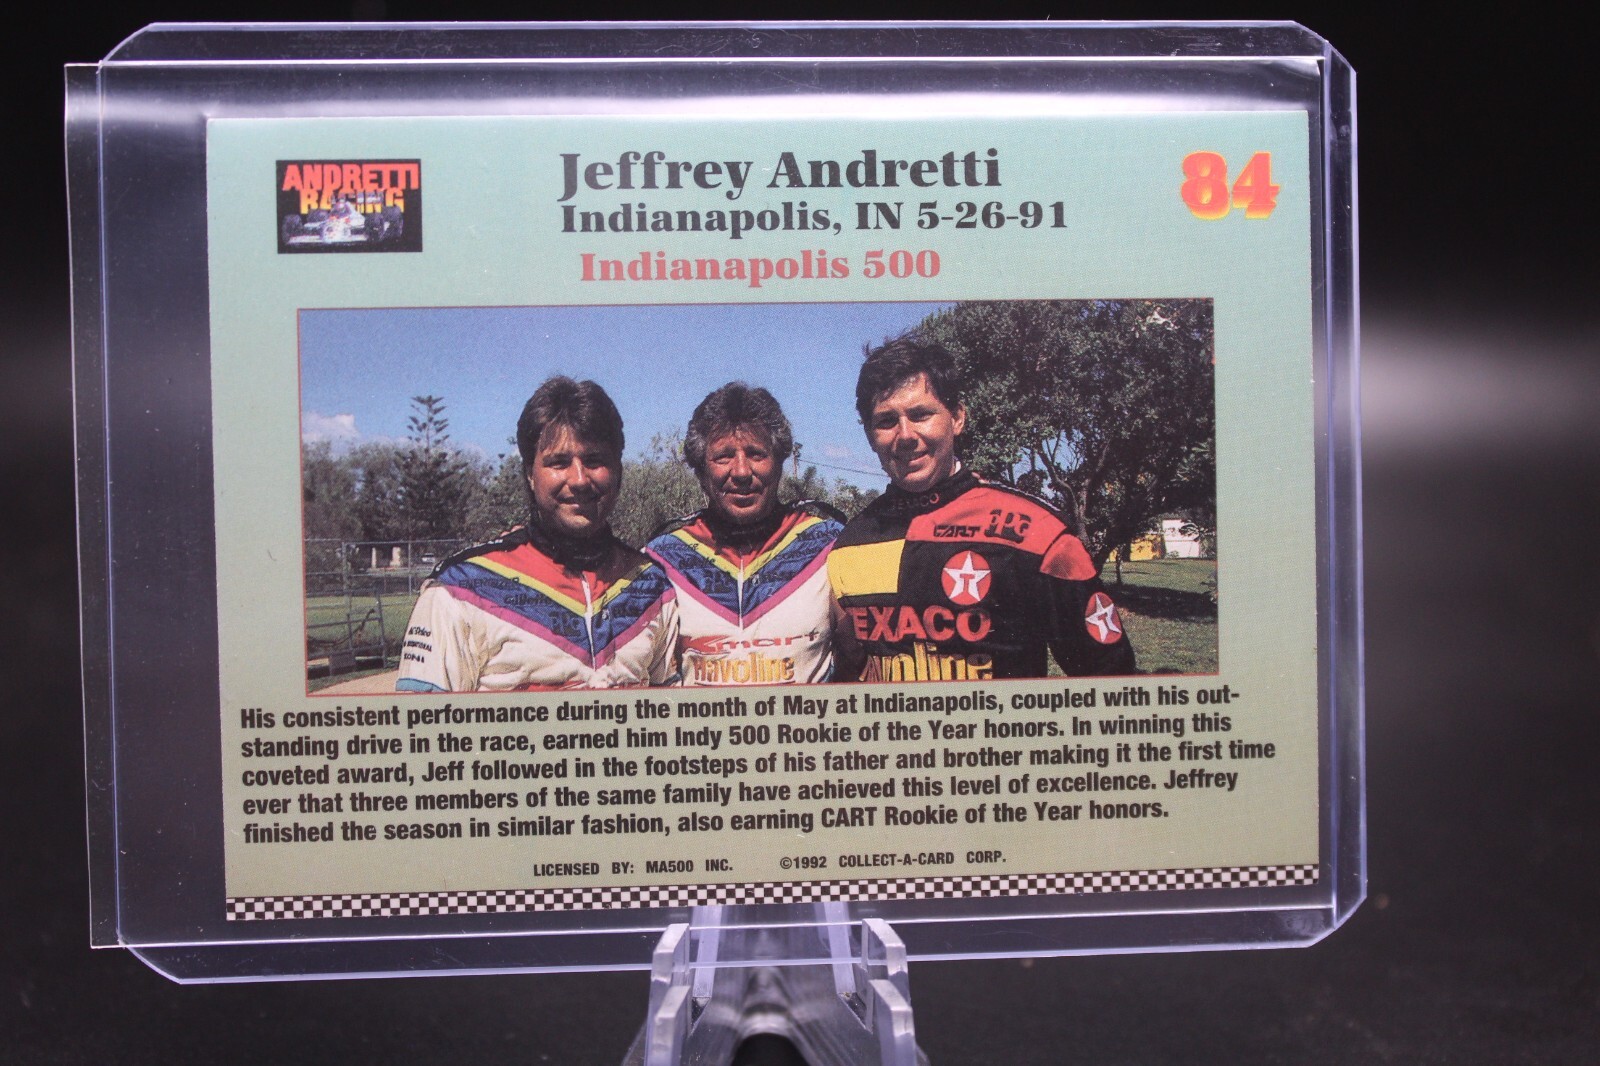 ANDRETTI
RACING
Jeffrey Andretti
84
Indianapolis, IN 5-26-91
Indianapolis 500
CART PPG
TEXACO
ENERGIZER
Kmart
Havoline
EXACO
avoline
His consistent performance during the month of May at Indianapolis, coupled with his out-
standing drive in the race, earned him Indy 500 Rookie of the Year honors. In winning this
coveted award, Jeff followed in the footsteps of his father and brother making it the first time
ever that three members of the same family have achieved this level of excellence. Jeffrey
finished the season in similar fashion, also earning CART Rookie of the Year honors.
LICENSED BY: MA500 INC. ©1992 COLLECT-A-CARD CORP.